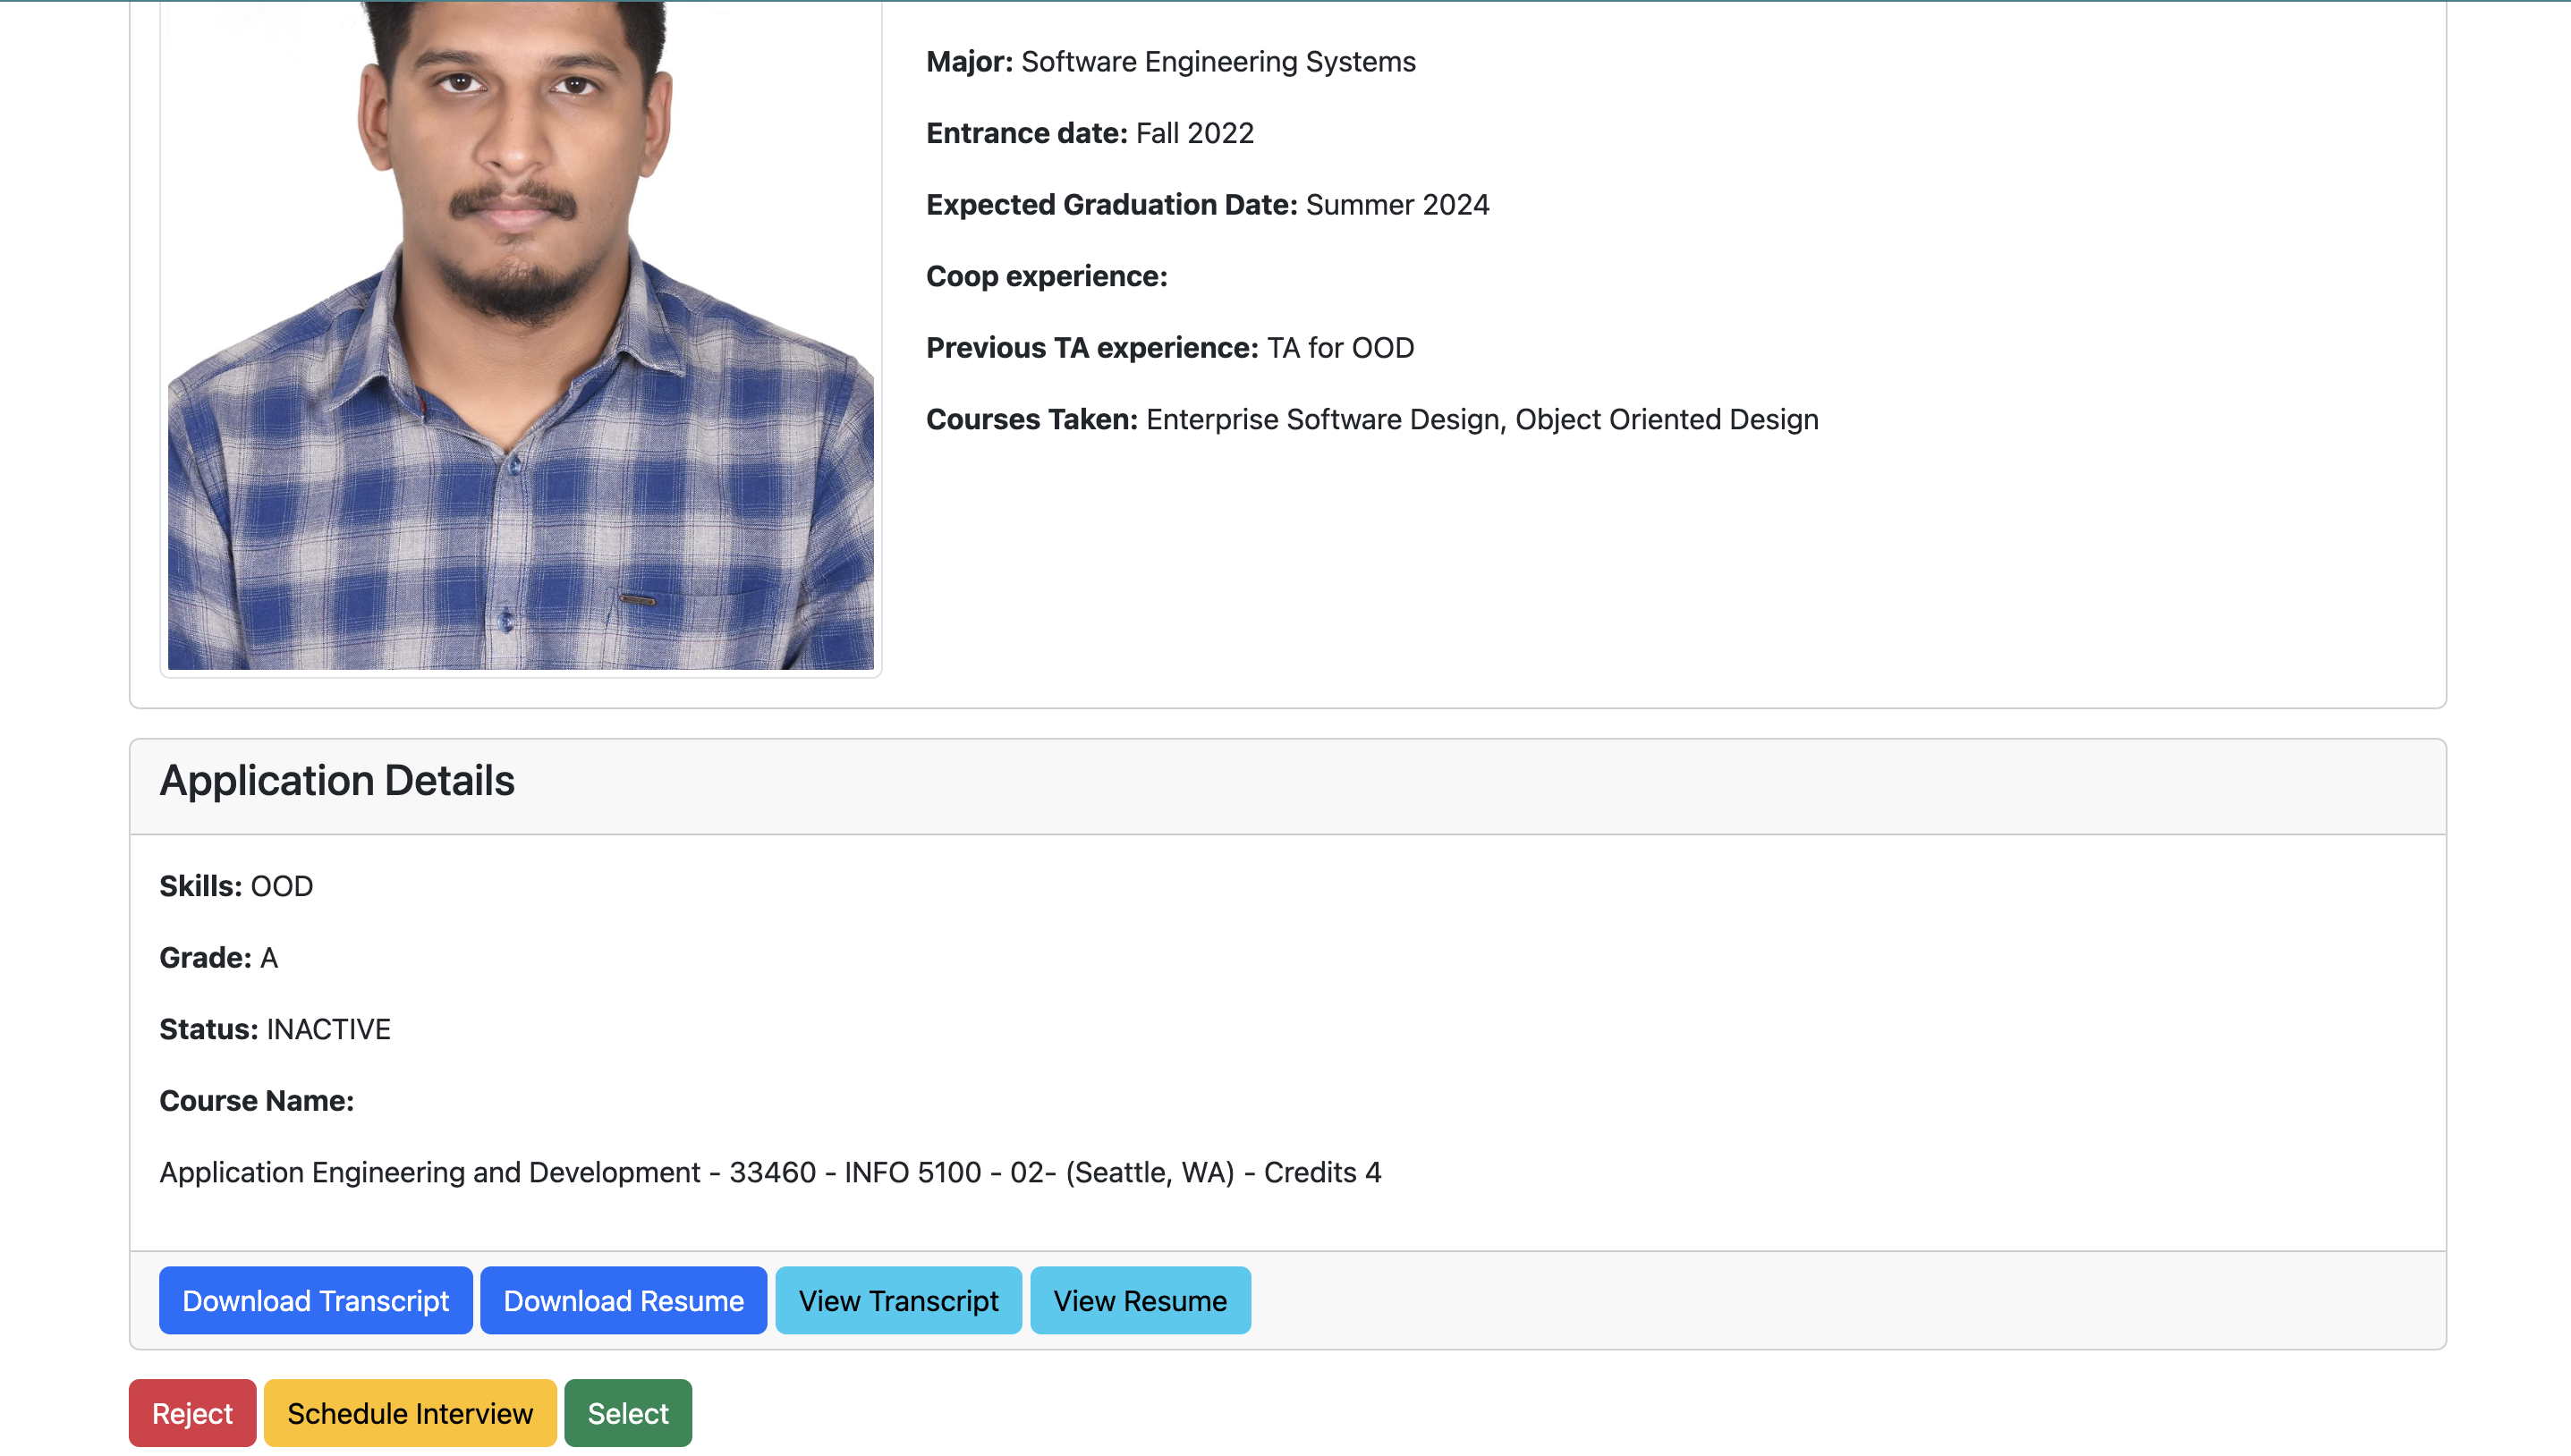 Major: Software Engineering Systems
Entrance date: Fall 2022
Expected Graduation Date: Summer 2024
Coop experience:
Previous TA experience: TA for OOD
Courses Taken: Enterprise Software Design, Object Oriented Design
Application Details
Skills: OOD
Grade: A
Status: INACTIVE
Course Name:
Application Engineering and Development - 33460 - INFO 5100 - 02- (Seattle, WA) - Credits 4
Download Transcript Download Resume View Transcript View Resume
Reject Schedule Interview Select